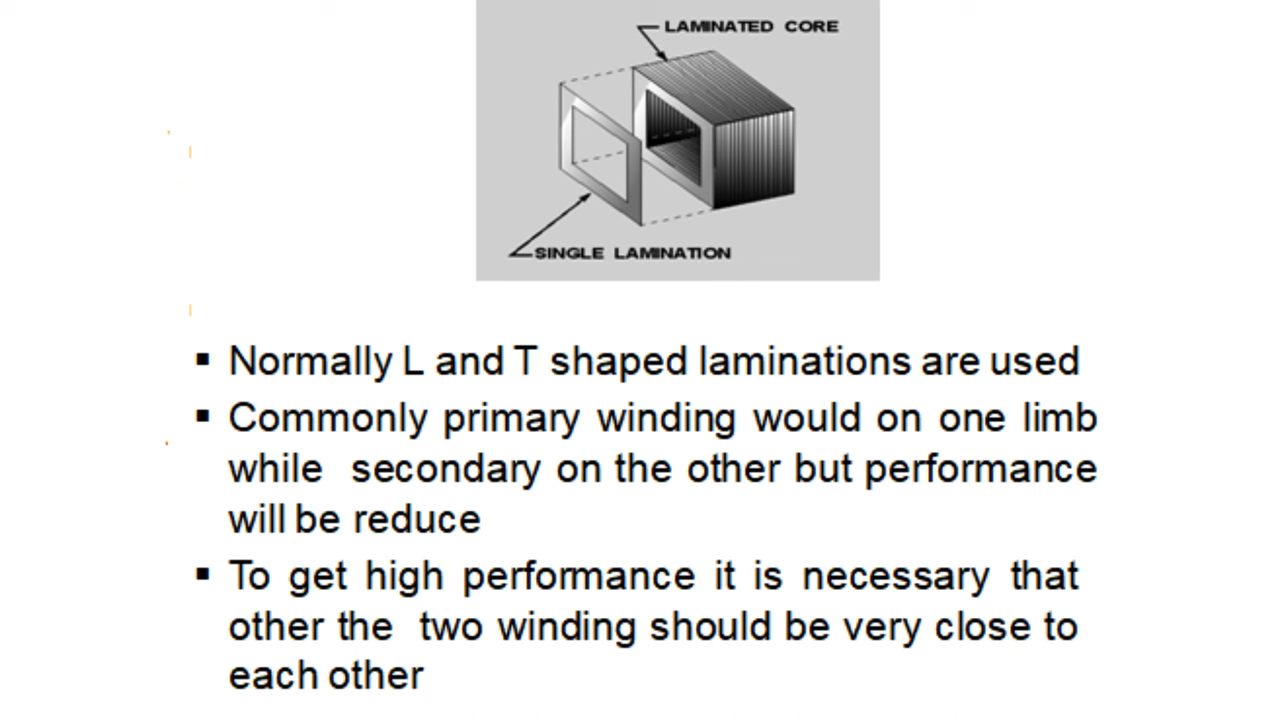 LAMINATED CORE
SINGLE LAMINATION
▪ Normally L and T shaped laminations are used
▪ Commonly primary winding would on one limb
while secondary on the other but performance
will be reduce
▪ To get high performance it is necessary that
other the two winding should be very close to
each other